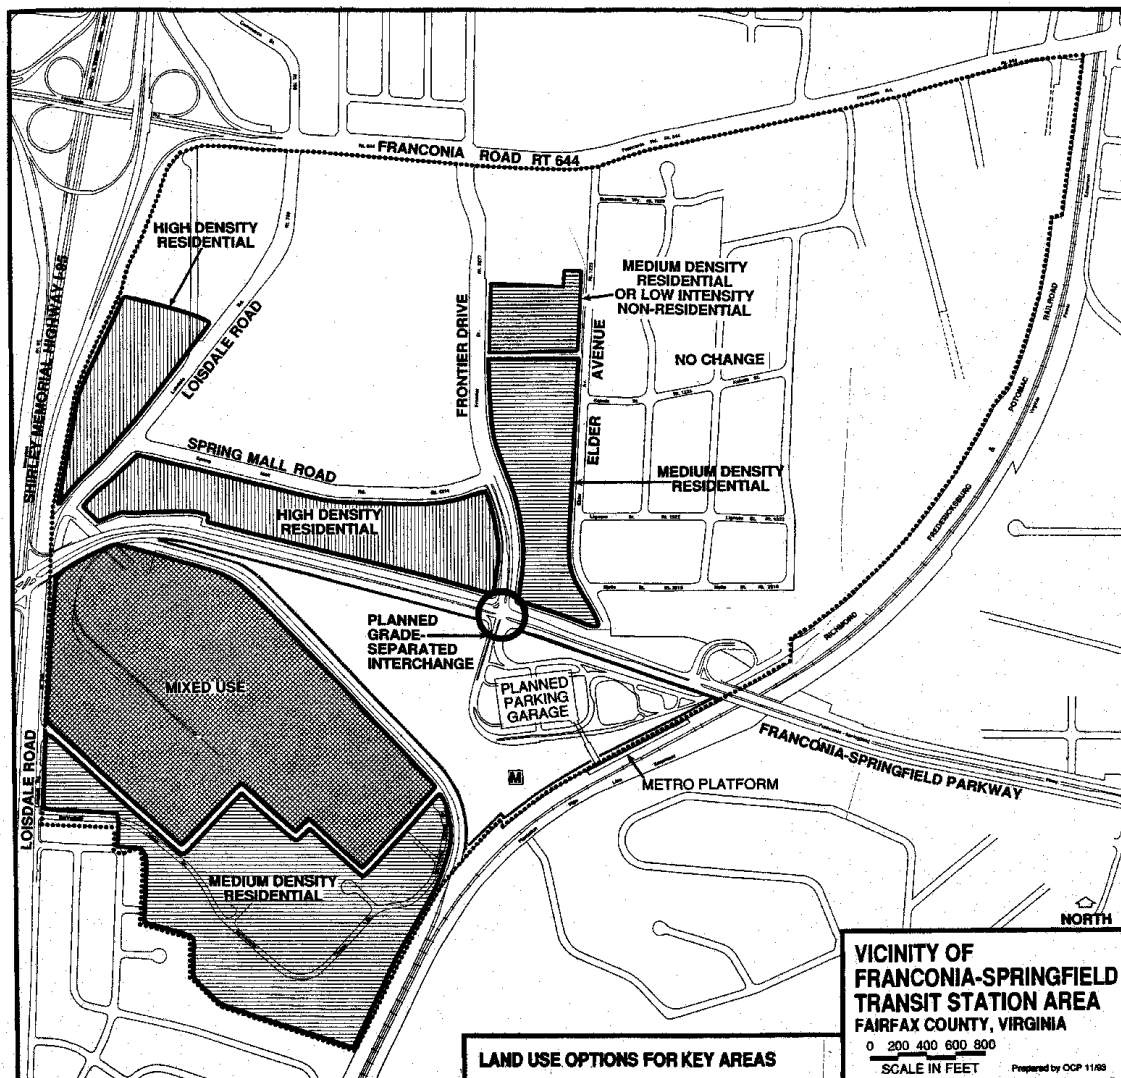 FRANCONIA ROAD RT 644
HIGH DENSITY
RESIDENTIAL
SHIRLEY MEMORIAL HIGHWAY I-95
LOISDALE ROAD
FRONTIER DRIVE
MEDIUM DENSITY
RESIDENTIAL
OR LOW INTENSITY
NON-RESIDENTIAL
ELDER AVENUE
NO CHANGE
SPRING MALL ROAD
MEDIUM DENSITY
RESIDENTIAL
HIGH DENSITY
RESIDENTIAL
POTOMAC
RAILROAD
&
FREDERICKSBURG
RICHMOND
PLANNED
GRADE-
SEPARATED
INTERCHANGE
MIXED USE
PLANNED
PARKING
GARAGE
M
METRO PLATFORM
FRANCONIA-SPRINGFIELD PARKWAY
LOISDALE ROAD
MEDIUM DENSITY
RESIDENTIAL
NORTH
VICINITY OF
FRANCONIA-SPRINGFIELD
TRANSIT STATION AREA
FAIRFAX COUNTY, VIRGINIA
0 200 400 600 800
SCALE IN FEET
Prepared by OCP 11/93
LAND USE OPTIONS FOR KEY AREAS